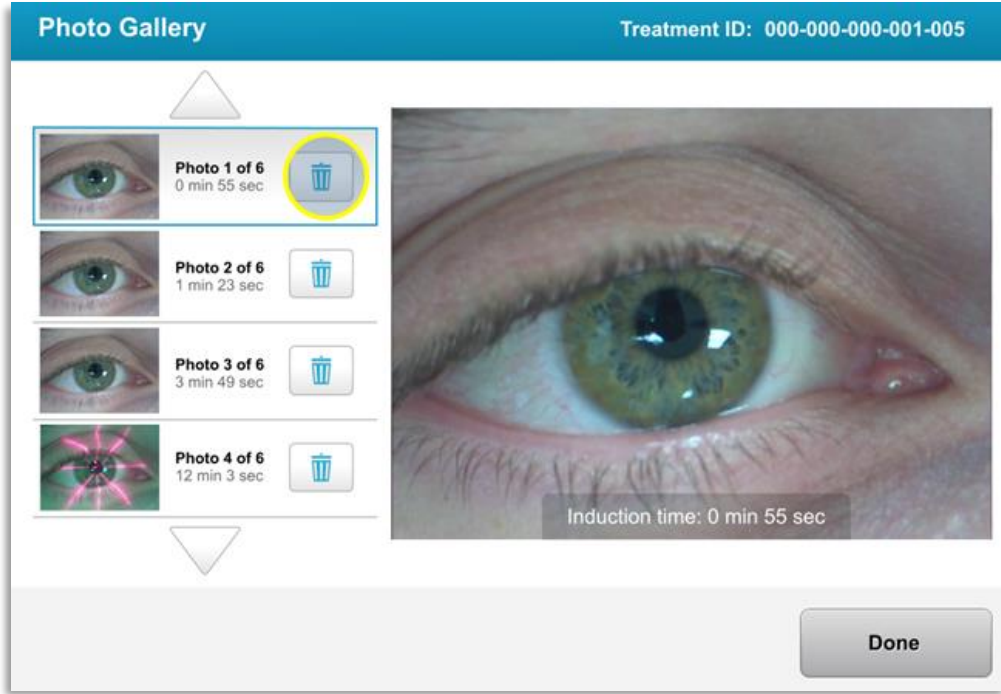 Photo Gallery
Treatment ID: 000-000-000-001-005
Photo 1 of 6
0 min 55 sec
Photo 2 of 6
1 min 23 sec
Photo 3 of 6
3 min 49 sec
Photo 4 of 6
12 min 3 sec
Induction time: 0 min 55 sec
Done